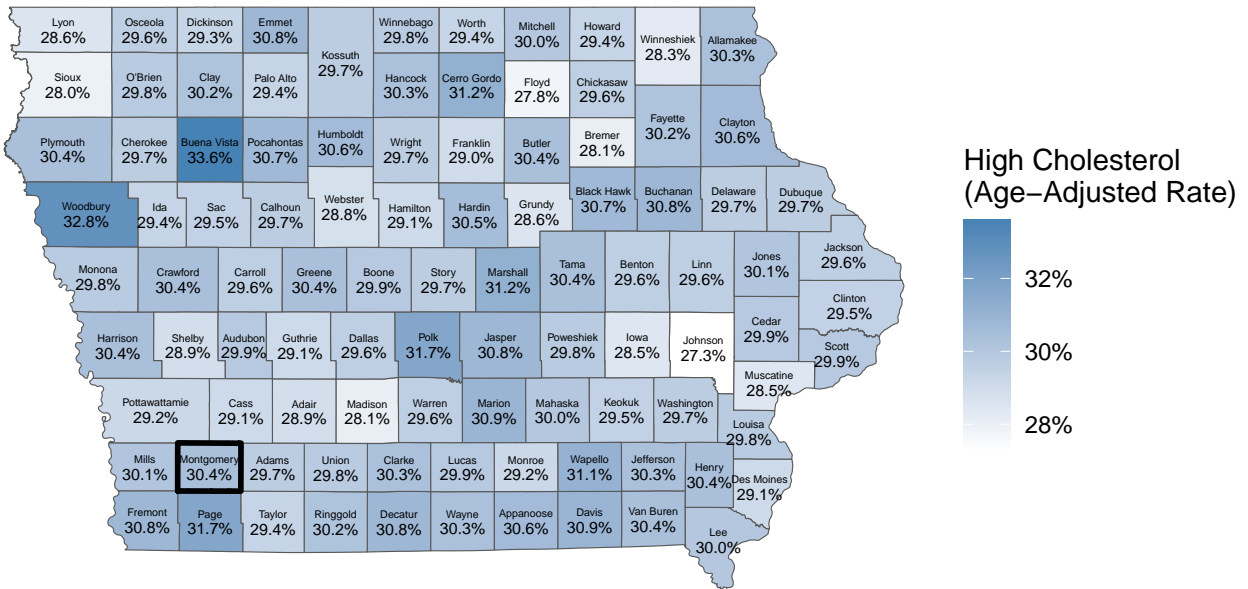 Lyon
28.6%
Osceola
29.6%
Dickinson
29.3%
Emmet
30.8%
Kossuth
29.7%
Winnebago
29.8%
Worth
29.4%
Mitchell
30.0%
Howard
29.4%
Winneshiek
28.3%
Allamakee
30.3%
Sioux
28.0%
O'Brien
29.8%
Clay
30.2%
Palo Alto
29.4%
Hancock
30.3%
Cerro Gordo
31.2%
Floyd
27.8%
Chickasaw
29.6%
Fayette
30.2%
Clayton
30.6%
Plymouth
30.4%
Cherokee
29.7%
Buena Vista
33.6%
Pocahontas
30.7%
Humboldt
30.6%
Wright
29.7%
Franklin
29.0%
Butler
30.4%
Bremer
28.1%
Woodbury
32.8%
Ida
29.4%
Sac
29.5%
Calhoun
29.7%
Webster
28.8%
Hamilton
29.1%
Hardin
30.5%
Grundy
28.6%
Black Hawk
30.7%
Buchanan
30.8%
Delaware
29.7%
Dubuque
29.7%
Monona
29.8%
Crawford
30.4%
Carroll
29.6%
Greene
30.4%
Boone
29.9%
Story
29.7%
Marshall
31.2%
Tama
30.4%
Benton
29.6%
Linn
29.6%
Jones
30.1%
Jackson
29.6%
Clinton
29.5%
Harrison
30.4%
Shelby
28.9%
Audubon
29.9%
Guthrie
29.1%
Dallas
29.6%
Polk
31.7%
Jasper
30.8%
Poweshiek
29.8%
Iowa
28.5%
Johnson
27.3%
Cedar
29.9%
Scott
29.9%
Muscatine
28.5%
Pottawattamie
29.2%
Cass
29.1%
Adair
28.9%
Madison
28.1%
Warren
29.6%
Marion
30.9%
Mahaska
30.0%
Keokuk
29.5%
Washington
29.7%
Louisa
29.8%
Mills
30.1%
Montgomery
30.4%
Adams
29.7%
Union
29.8%
Clarke
30.3%
Lucas
29.9%
Monroe
29.2%
Wapello
31.1%
Jefferson
30.3%
Henry
30.4%
Des Moines
29.1%
Fremont
30.8%
Page
31.7%
Taylor
29.4%
Ringgold
30.2%
Decatur
30.8%
Wayne
30.3%
Appanoose
30.6%
Davis
30.9%
Van Buren
30.4%
Lee
30.0%
High Cholesterol
(Age−Adjusted Rate)
32%
30%
28%